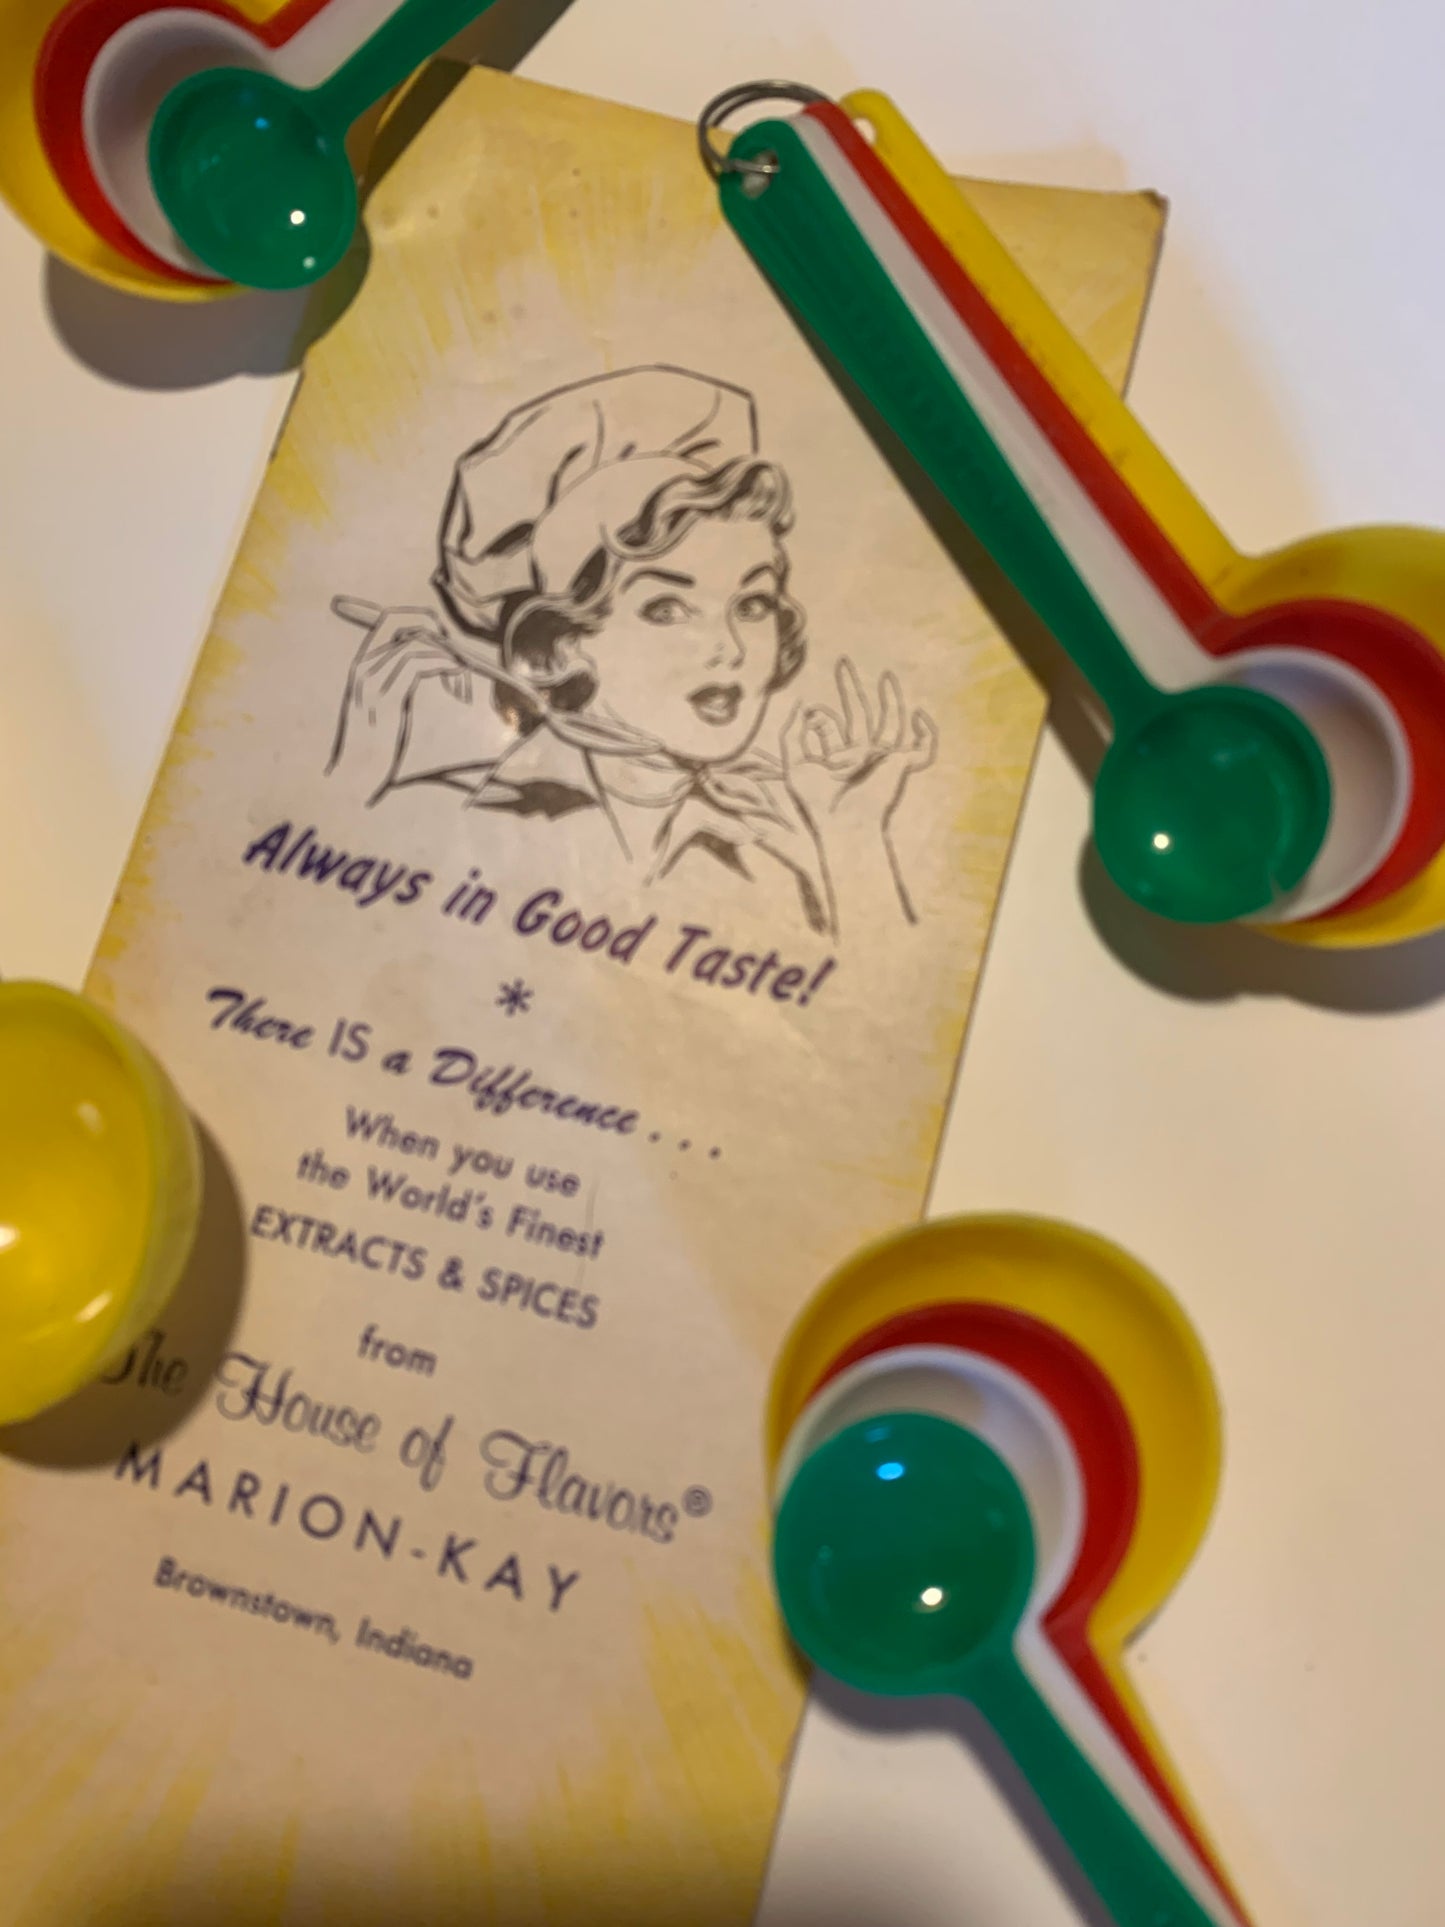 Always in Good Taste!
*
There IS a Difference . . .
When you use
the World's Finest
EXTRACTS & SPICES
from
The House of Flavors®
MARION-KAY
Brownstown, Indiana